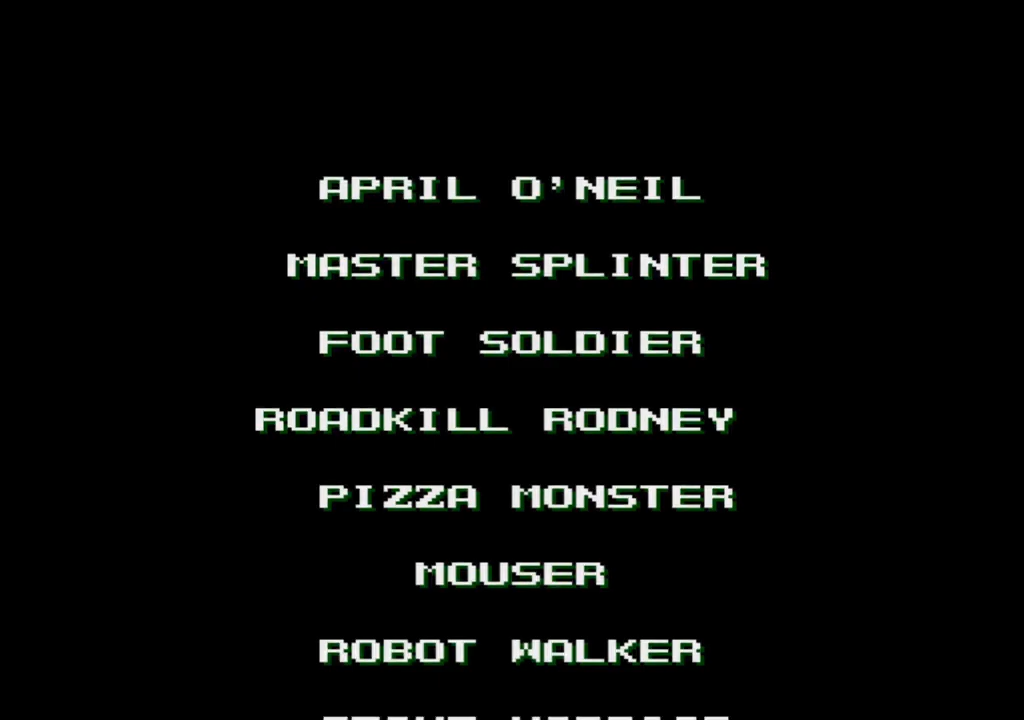 APRIL O'NEIL
MASTER SPLINTER
FOOT SOLDIER
ROADKILL RODNEY
PIZZA MONSTER
MOUSER
ROBOT WALKER